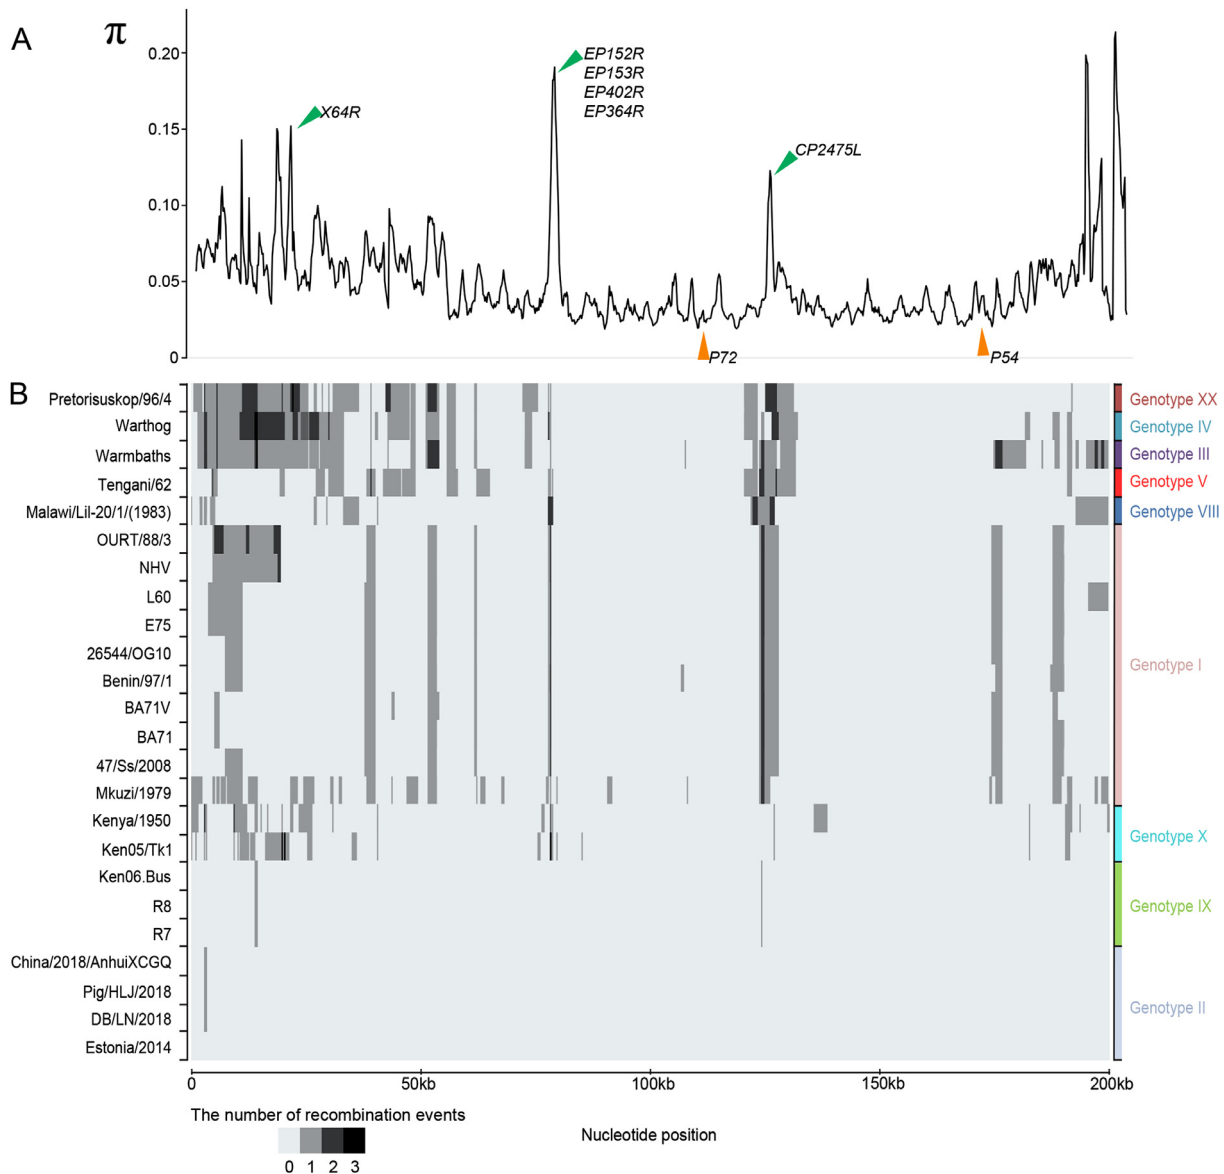 A
π
0.20
0.15
0.10
0.05
0
X64R
EP152R
EP153R
EP402R
EP364R
CP2475L
P72
P54
B
Pretorisuskop/96/4
Warthog
Warmbaths
Tengani/62
Malawi/Lil-20/1/(1983)
OURT/88/3
NHV
L60
E75
26544/OG10
Benin/97/1
BA71V
BA71
47/Ss/2008
Mkuzi/1979
Kenya/1950
Ken05/Tk1
Ken06.Bus
R8
R7
China/2018/AnhuiXCGQ
Pig/HLJ/2018
DB/LN/2018
Estonia/2014
Genotype XX
Genotype IV
Genotype III
Genotype V
Genotype VIII
Genotype I
Genotype X
Genotype IX
Genotype II
0 50kb 100kb 150kb 200kb
The number of recombination events
0 1 2 3
Nucleotide position